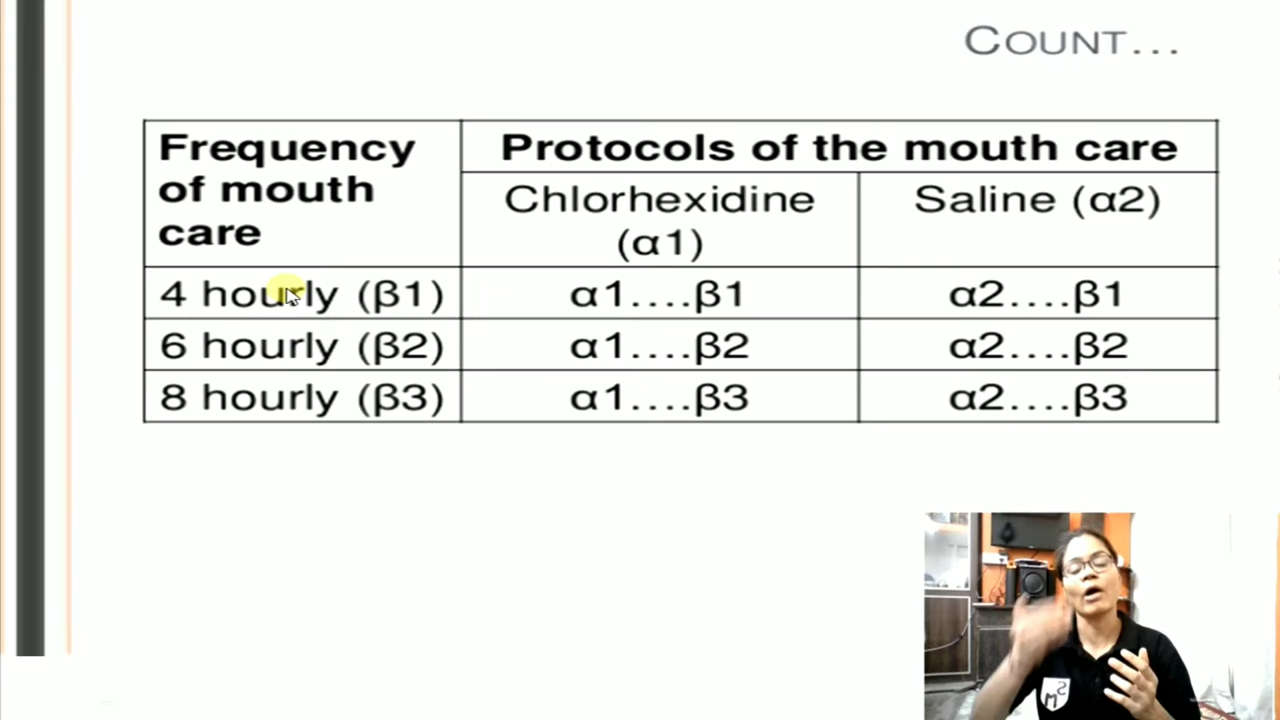 COUNT...
Frequency of mouth care
Protocols of the mouth care
Chlorhexidine (α1)
Saline (α2)
4 hourly (β1) α1....β1 α2....β1
6 hourly (β2) α1....β2 α2....β2
8 hourly (β3) α1....β3 α2....β3